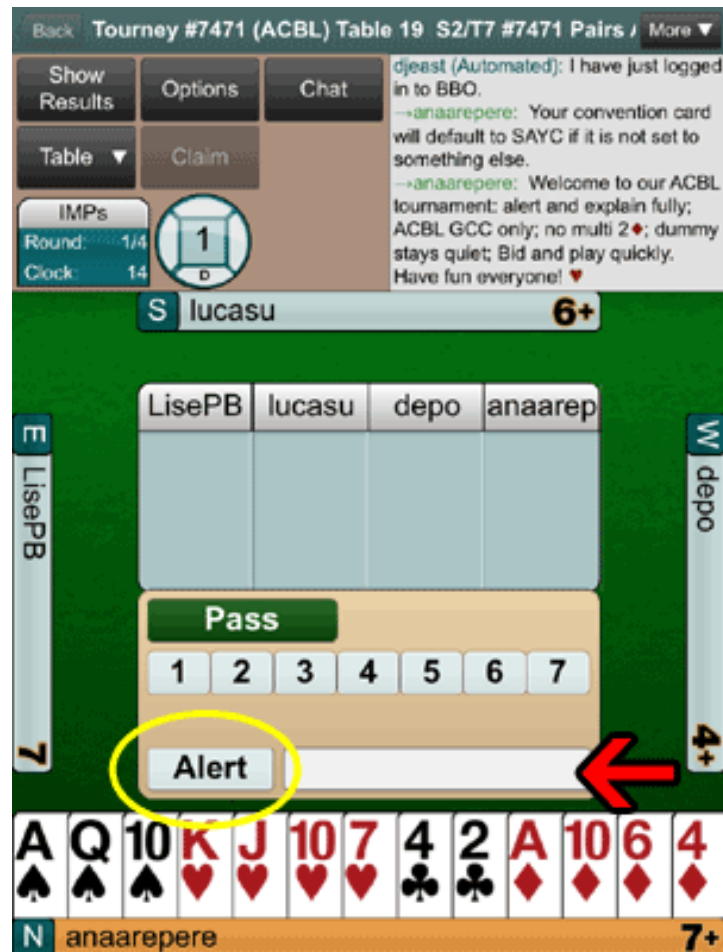 Back Tourney #7471 (ACBL) Table 19 S2/T7 #7471 Pairs More ▼
Show Results
Options
Chat
Table ▼
Claim
IMPs
Round: 1/4
Clock: 14
1
D
djeast (Automated): I have just logged
in to BBO.
→anaarepere: Your convention card
will default to SAYC if it is not set to
something else.
→anaarepere: Welcome to our ACBL
tournament: alert and explain fully;
ACBL GCC only; no multi 2♦; dummy
stays quiet; Bid and play quickly.
Have fun everyone! ♥
S lucasu 6+
LisePB lucasu depo anaarep
E LisePB 7
W depo 4+
Pass
1 2 3 4 5 6 7
Alert
A Q 10 K J 10 7 4 2 A 10 6 4
♠ ♠ ♠ ♥ ♥ ♥ ♥ ♣ ♣ ♦ ♦ ♦ ♦
N anaarepere 7+